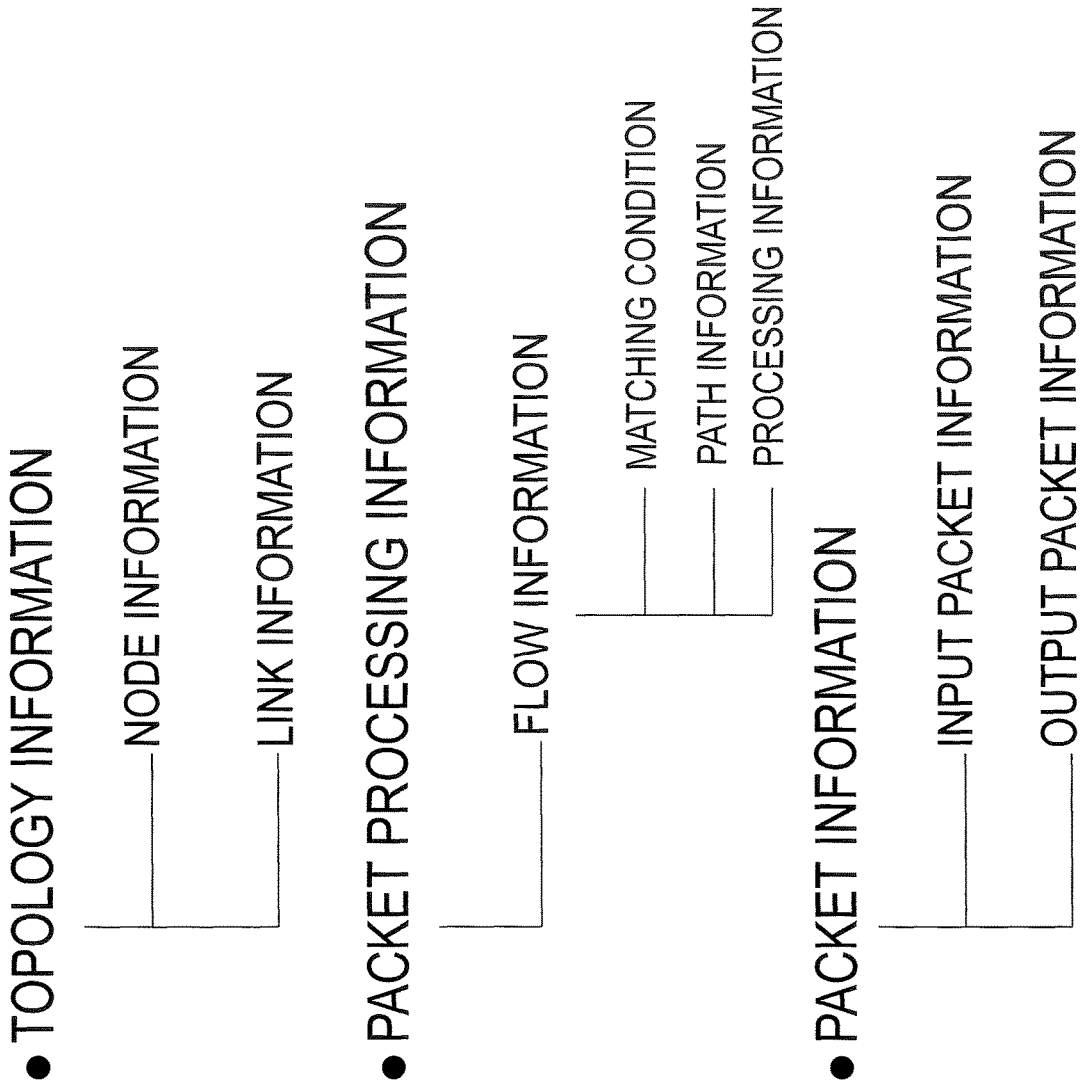 ● TOPOLOGY INFORMATION
NODE INFORMATION
LINK INFORMATION
● PACKET PROCESSING INFORMATION
FLOW INFORMATION
MATCHING CONDITION
PATH INFORMATION
PROCESSING INFORMATION
● PACKET INFORMATION
INPUT PACKET INFORMATION
OUTPUT PACKET INFORMATION